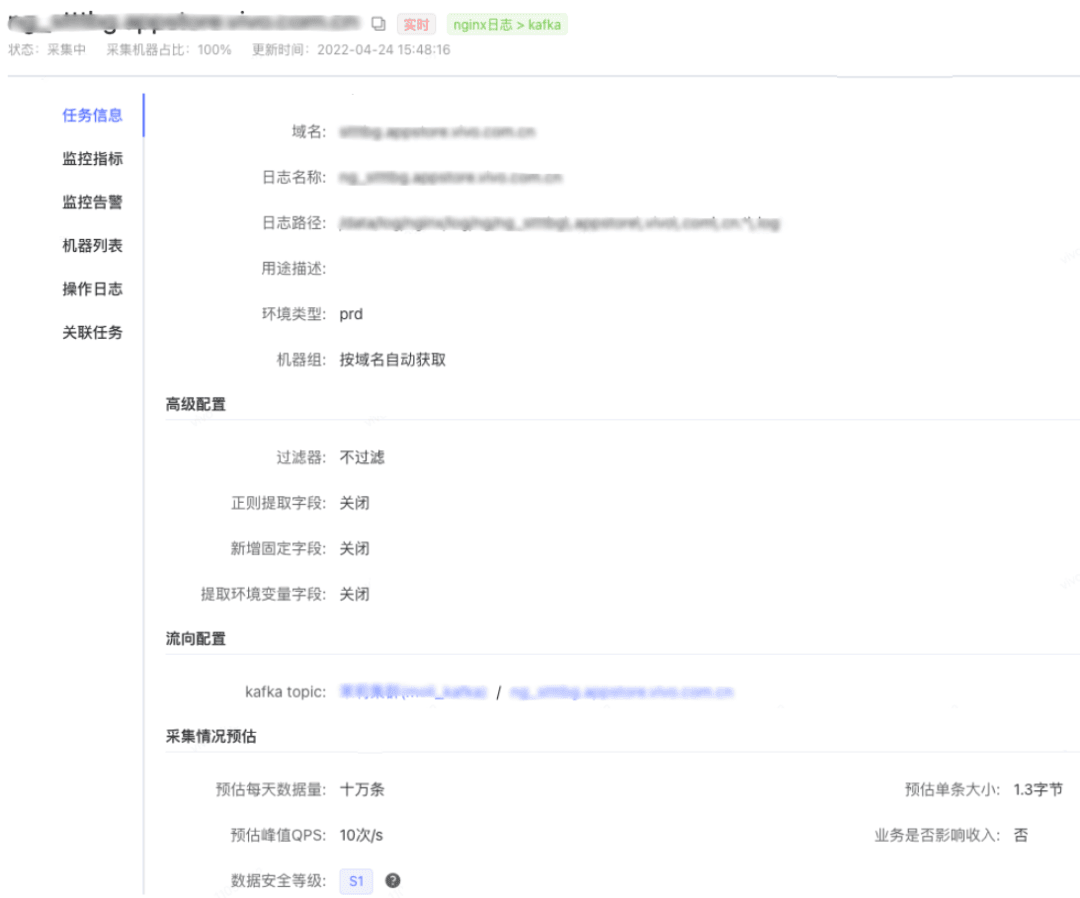 实时 nginx日志 > kafka
状态: 采集中 采集机器占比: 100% 更新时间: 2022-04-24 15:48:16
任务信息
监控指标
监控告警
机器列表
操作日志
关联任务
域名:
日志名称:
日志路径:
用途描述:
环境类型: prd
机器组: 按域名自动获取
高级配置
过滤器: 不过滤
正则提取字段: 关闭
新增固定字段: 关闭
提取环境变量字段: 关闭
流向配置
kafka topic: /
采集情况预估
预估每天数据量: 十万条 预估单条大小: 1.3字节
预估峰值QPS: 10次/s 业务是否影响收入: 否
数据安全等级: S1 ?